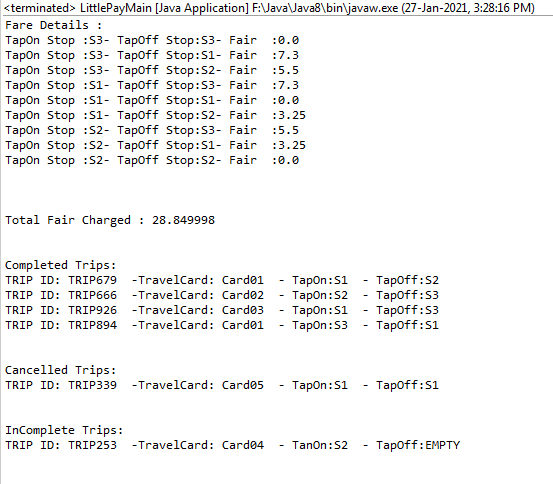 <terminated> LittlePayMain [Java Application] F:\Java\Java8\bin\javaw.exe (27-Jan-2021, 3:28:16 PM)
Fare Details :
TapOn Stop :S3- TapOff Stop:S3- Fair  :0.0
TapOn Stop :S3- TapOff Stop:S1- Fair  :7.3
TapOn Stop :S3- TapOff Stop:S2- Fair  :5.5
TapOn Stop :S1- TapOff Stop:S3- Fair  :7.3
TapOn Stop :S1- TapOff Stop:S1- Fair  :0.0
TapOn Stop :S1- TapOff Stop:S2- Fair  :3.25
TapOn Stop :S2- TapOff Stop:S3- Fair  :5.5
TapOn Stop :S2- TapOff Stop:S1- Fair  :3.25
TapOn Stop :S2- TapOff Stop:S2- Fair  :0.0
Total Fair Charged : 28.849998
Completed Trips:
TRIP ID: TRIP679  -TravelCard: Card01  - TapOn:S1  - TapOff:S2
TRIP ID: TRIP666  -TravelCard: Card02  - TapOn:S2  - TapOff:S3
TRIP ID: TRIP926  -TravelCard: Card03  - TapOn:S1  - TapOff:S3
TRIP ID: TRIP894  -TravelCard: Card01  - TapOn:S3  - TapOff:S1
Cancelled Trips:
TRIP ID: TRIP339  -TravelCard: Card05  - TapOn:S1  - TapOff:S1
InComplete Trips:
TRIP ID: TRIP253  -TravelCard: Card04  - TanOn:S2  - TapOff:EMPTY